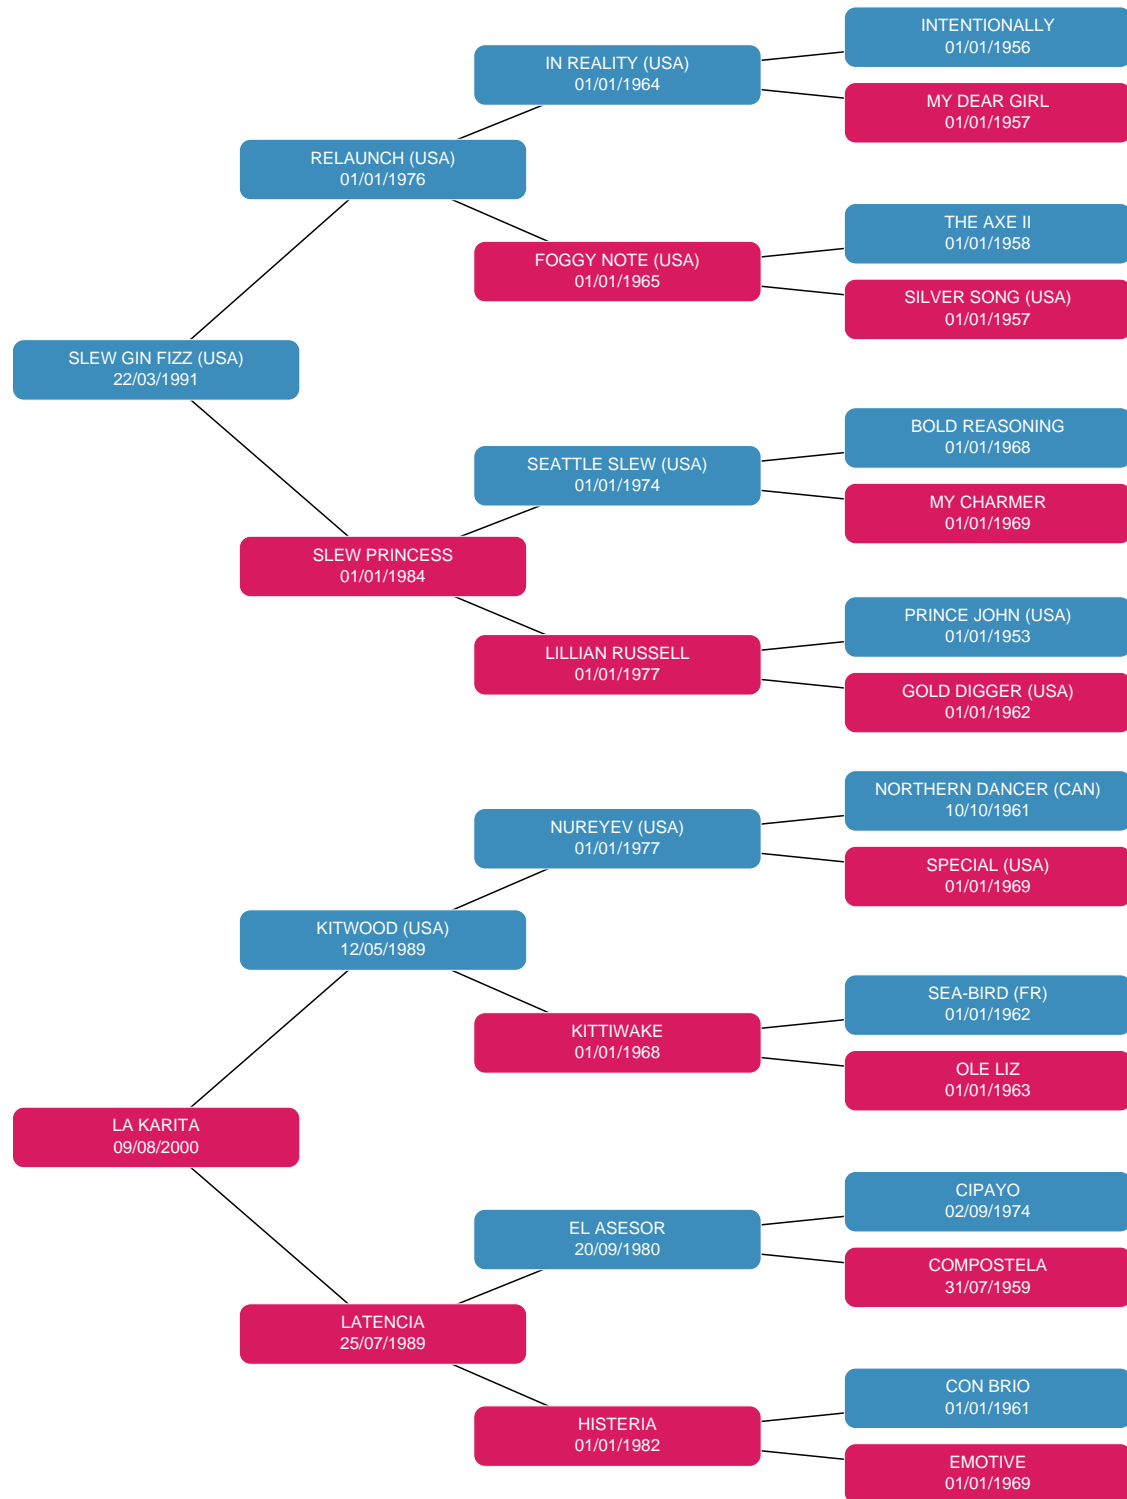 INTENTIONALLY
01/01/1956
IN REALITY (USA)
01/01/1964
MY DEAR GIRL
01/01/1957
RELAUNCH (USA)
01/01/1976
THE AXE II
01/01/1958
FOGGY NOTE (USA)
01/01/1965
SILVER SONG (USA)
01/01/1957
SLEW GIN FIZZ (USA)
22/03/1991
BOLD REASONING
01/01/1968
SEATTLE SLEW (USA)
01/01/1974
MY CHARMER
01/01/1969
SLEW PRINCESS
01/01/1984
PRINCE JOHN (USA)
01/01/1953
LILLIAN RUSSELL
01/01/1977
GOLD DIGGER (USA)
01/01/1962
NORTHERN DANCER (CAN)
10/10/1961
NUREYEV (USA)
01/01/1977
SPECIAL (USA)
01/01/1969
KITWOOD (USA)
12/05/1989
SEA-BIRD (FR)
01/01/1962
KITTIWAKE
01/01/1968
OLE LIZ
01/01/1963
LA KARITA
09/08/2000
CIPAYO
02/09/1974
EL ASESOR
20/09/1980
COMPOSTELA
31/07/1959
LATENCIA
25/07/1989
CON BRIO
01/01/1961
HISTERIA
01/01/1982
EMOTIVE
01/01/1969